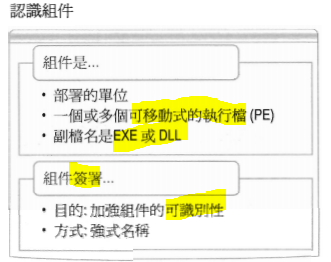 認識組件
組件是...
• 部署的單位
• 一個或多個可移動式的執行檔 (PE)
• 副檔名是EXE 或 DLL
組件簽署...
• 目的: 加強組件的可識別性
• 方式: 強式名稱